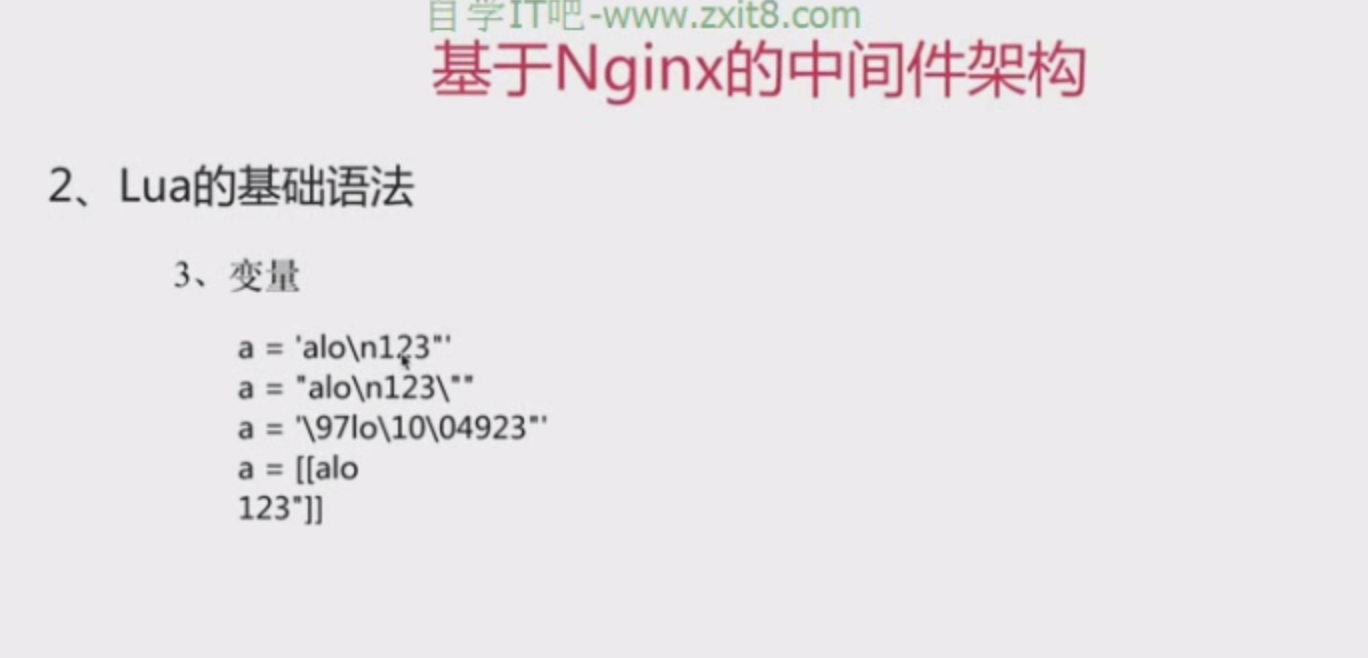 自学IT吧-www.zxit8.com
基于Nginx的中间件架构
2、Lua的基础语法
3、变量
a = 'alo\n123"'
a = "alo\n123\""
a = '\97lo\10\04923"'
a = [[alo
123"]]